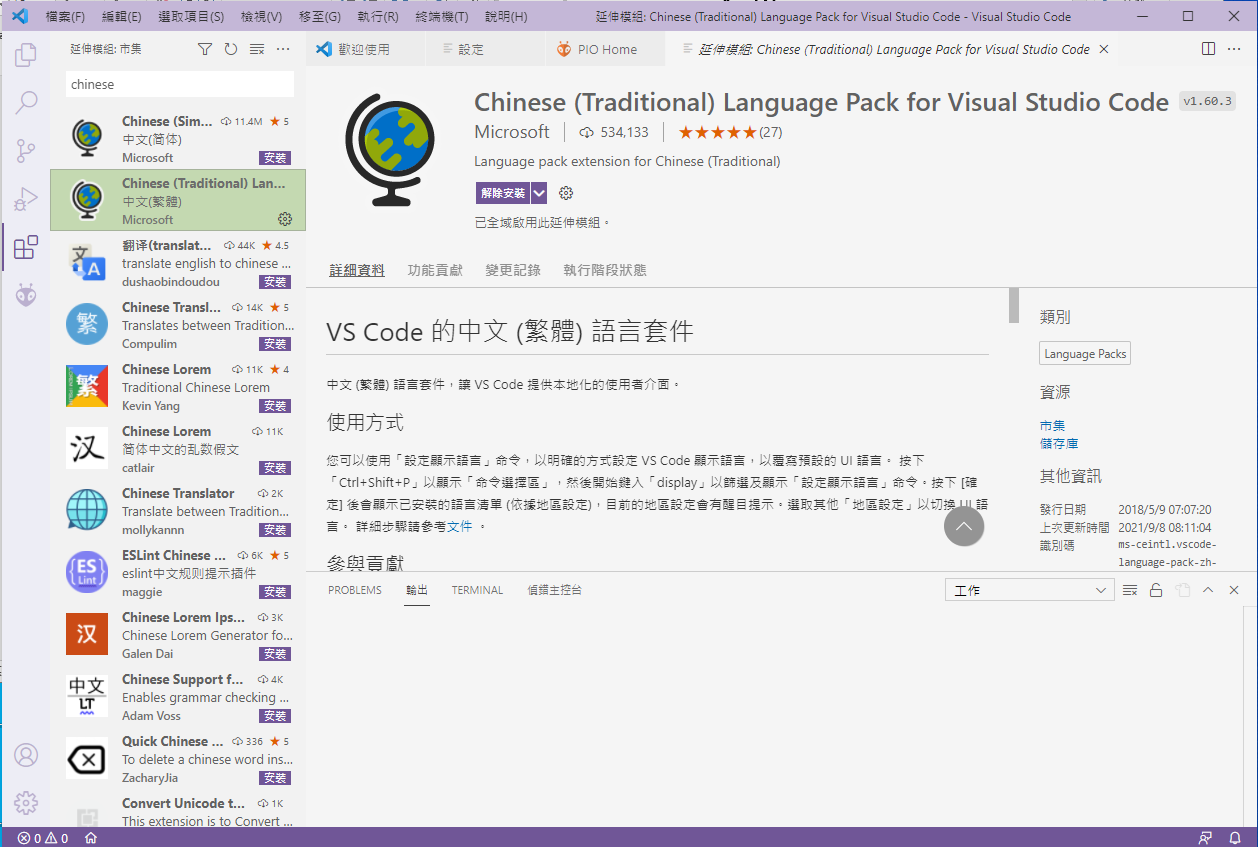 檔案(F) 編輯(E) 選取項目(S) 檢視(V) 移至(G) 執行(R) 終端機(T) 說明(H) 延伸模組: Chinese (Traditional) Language Pack for Visual Studio Code - Visual Studio Code
延伸模組: 市集
chinese
Chinese (Sim... 11.4M ★ 5
中文(简体)
Microsoft 安裝
Chinese (Traditional) Lan...
中文(繁體)
Microsoft
翻译(translat... 44K ★ 4.5
translate english to chinese ...
dushaobindoudou 安裝
Chinese Transl... 14K ★ 5
Translates between Tradition...
Compulim 安裝
Chinese Lorem 11K ★ 4
Traditional Chinese Lorem
Kevin Yang 安裝
Chinese Lorem 11K
简体中文的乱数假文
catlair 安裝
Chinese Translator 2K
Translate between Tradition...
mollykannn 安裝
ESLint Chinese ... 6K ★ 5
eslint中文规则提示插件
maggie 安裝
Chinese Lorem Ips... 3K
Chinese Lorem Generator fo...
Galen Dai 安裝
Chinese Support f... 4K
Enables grammar checking ...
Adam Voss 安裝
Quick Chinese ... 336 ★ 5
To delete a chinese word ins...
ZacharyJia 安裝
Convert Unicode t... 1K
This extension is to Convert ...
文 A
繁
繁
汉
ES
Lint
汉
中文
LT
歡迎使用 設定 PIO Home 延伸模組: Chinese (Traditional) Language Pack for Visual Studio Code
Chinese (Traditional) Language Pack for Visual Studio Code v1.60.3
Microsoft 534,133 ★★★★★(27)
Language pack extension for Chinese (Traditional)
解除安裝
已全域啟用此延伸模組。
詳細資料 功能貢獻 變更記錄 執行階段狀態
VS Code 的中文 (繁體) 語言套件
中文 (繁體) 語言套件，讓 VS Code 提供本地化的使用者介面。
使用方式
您可以使用「設定顯示語言」命令，以明確的方式設定 VS Code 顯示語言，以覆寫預設的 UI 語言。 按下
「Ctrl+Shift+P」以顯示「命令選擇區」，然後開始鍵入「display」以篩選及顯示「設定顯示語言」命令。按下 [確
定] 後會顯示已安裝的語言清單 (依據地區設定)，目前的地區設定會有醒目提示。選取其他「地區設定」以切換 UI 語
言。 詳細步驟請參考文件 。
參與貢獻
類別
Language Packs
資源
市集
儲存庫
其他資訊
發行日期 2018/5/9 07:07:20
上次更新時間 2021/9/8 08:11:04
識別碼 ms-ceintl.vscode-
language-pack-zh-
PROBLEMS 輸出 TERMINAL 偵錯主控台 工作
0 0